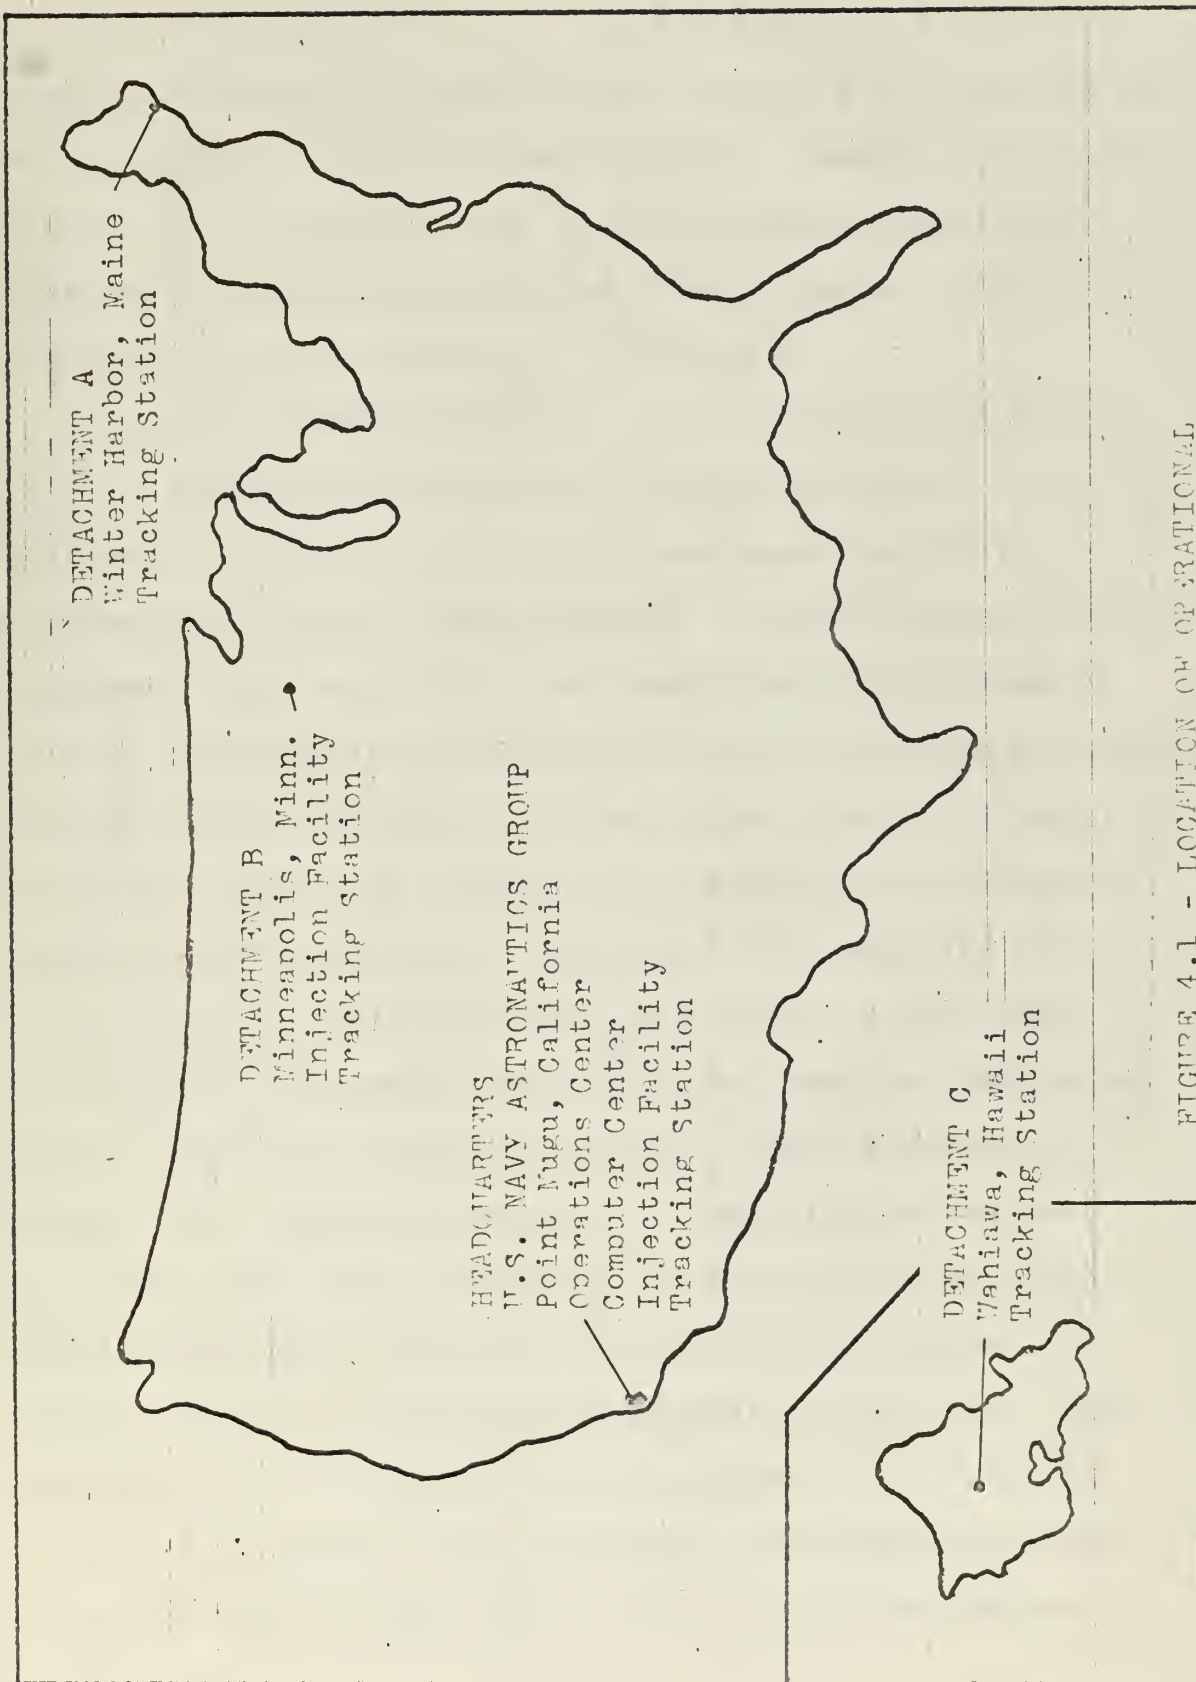 DETACHMENT A
Winter Harbor, Maine
Tracking Station
DETACHMENT B
Minneapolis, Minn.
Injection Facility
Tracking Station
HEADQUARTERS
U.S. NAVY ASTRONAUTICS GROUP
Point Mugu, California
Operations Center
Computer Center
Injection Facility
Tracking Station
DETACHMENT C
Wahiawa, Hawaii
Tracking Station
FIGURE 4.1 - LOCATION OF OPERATIONAL